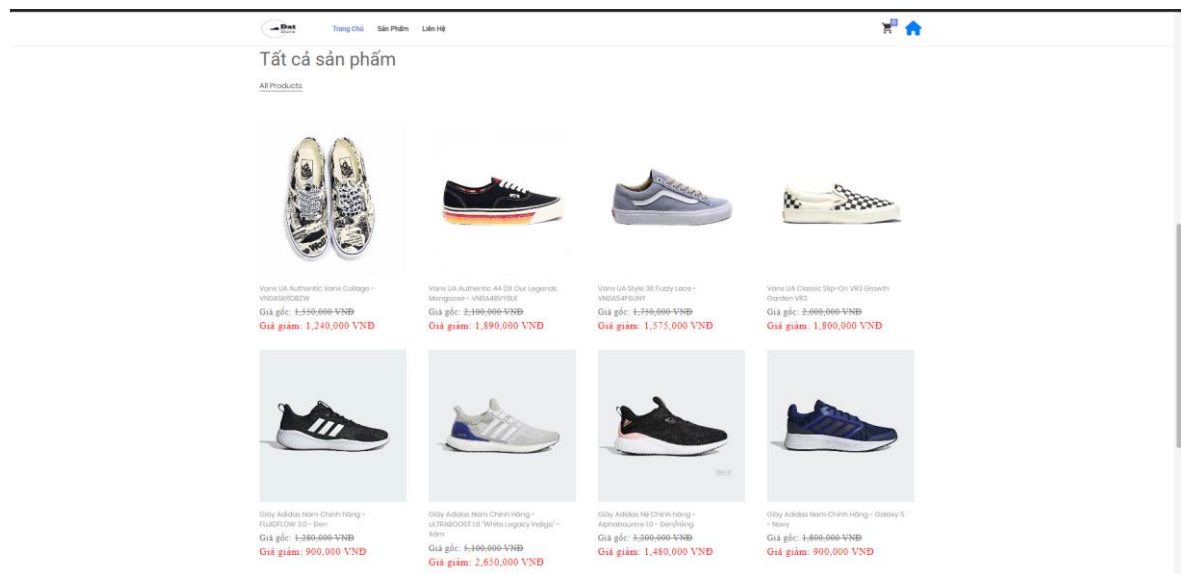 Dat
Store
Trang Chủ
Sản Phẩm
Liên Hệ
0
Tất cả sản phẩm
All Products
Vans UA Authentic Vans Collage -
VN0A5KRDBZW
Vans UA Authentic 44 DX Our Legends
Mongoose - VN0A4BVYBLK
Vans UA Style 36 Fuzzy Lace -
VN0A54F6UNY
Vans UA Classic Slip-On VR3 Growth
Garden VR3
Giá gốc: 1,550,000 VNĐ
Giá gốc: 2,100,000 VNĐ
Giá gốc: 1,750,000 VNĐ
Giá gốc: 2,000,000 VNĐ
Giá giảm: 1,240,000 VNĐ
Giá giảm: 1,890,000 VNĐ
Giá giảm: 1,575,000 VNĐ
Giá giảm: 1,800,000 VNĐ
Giày Adidas Nam Chính hãng -
FLUIDFLOW 2.0 - Đen
Giá gốc: 1,280,000 VNĐ
Giá giảm: 900,000 VNĐ
Giày Adidas Nam Chính Hãng -
ULTRABOOST 1.0 "White Legacy Indigo" -
Xám
Giá gốc: 5,100,000 VNĐ
Giá giảm: 2,650,000 VNĐ
Giày Adidas Nữ Chính hãng -
Alphabounce 1.0 - Đen/Hồng
Giá gốc: 3,200,000 VNĐ
Giá giảm: 1,480,000 VNĐ
Giày Adidas Nam Chính Hãng - Galaxy 5
- Navy
Giá gốc: 1,800,000 VNĐ
Giá giảm: 900,000 VNĐ